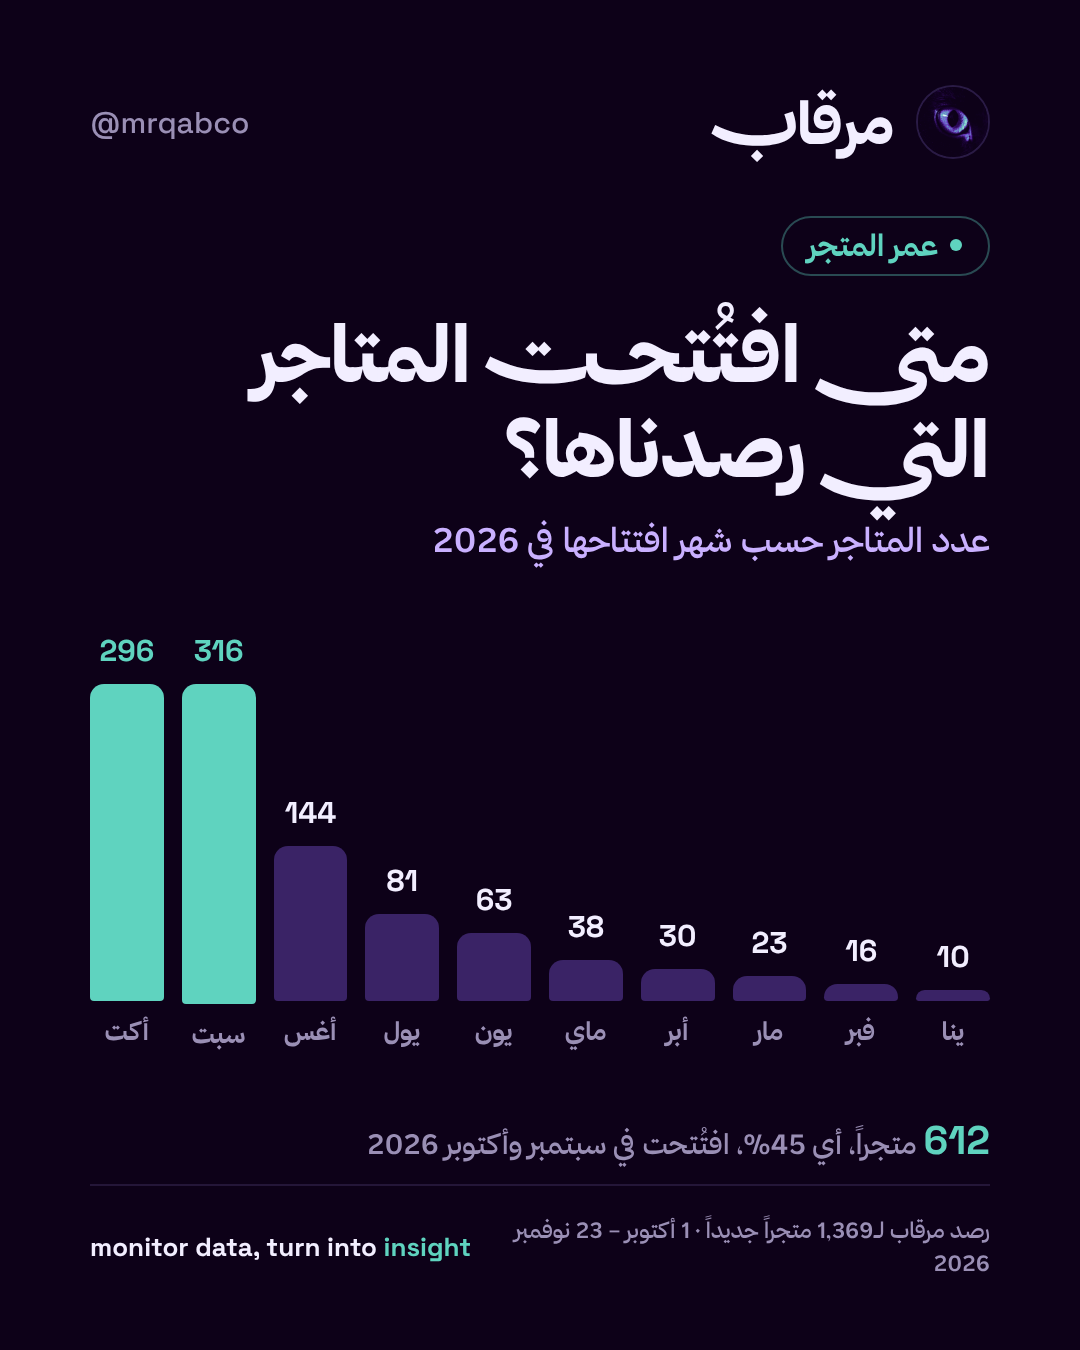 مرقاب
@mrqabco
عمر المتجر
متى افتُتحت المتاجر
التي رصدناها؟
عدد المتاجر حسب شهر افتتاحها في 2026
10 16 23 30 38 63 81 144 316 296
ينا فبر مار أبر ماي يون يول أغس سبت أكت
612 متجراً، أي 45%، افتُتحت في سبتمبر وأكتوبر 2026
رصد مرقاب لـ1,369 متجراً جديداً · 1 أكتوبر – 23 نوفمبر
2026
monitor data, turn into insight